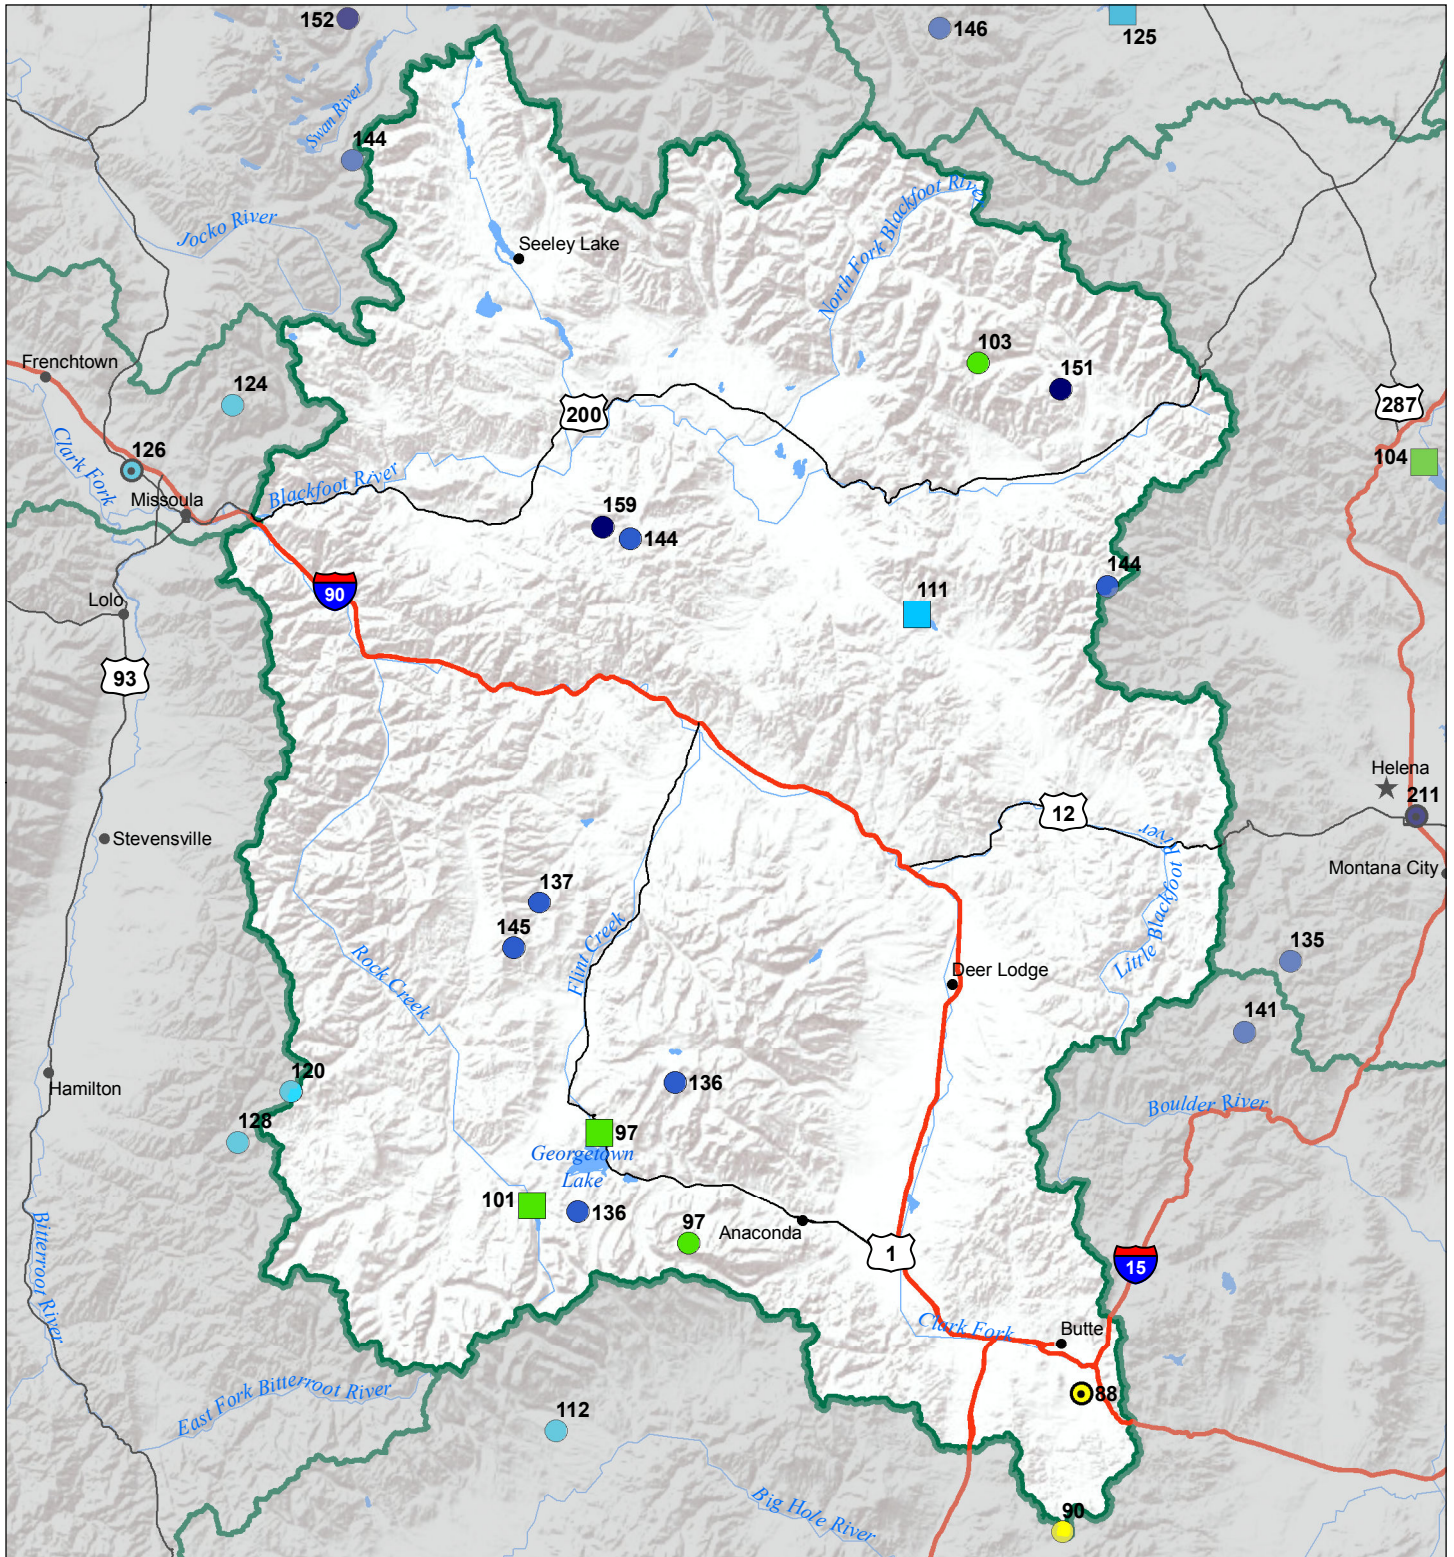 152
146
125
Swan River
144
Jocko River
North Fork Blackfoot River
Seeley Lake
103
151
Frenchtown
124
200
287
126
Clark Fork
104
Missoula
Blackfoot River
159
144
144
90
111
Lolo
93
Helena
211
12
Stevensville
Little Blackfoot River
Montana City
137
145
Flint Creek
Rock Creek
135
Deer Lodge
141
120
136
Hamilton
Boulder River
128
97
Georgetown
Lake
101
136
97
Anaconda
1
15
Bitterroot River
Clark Fork
Butte
88
East Fork Bitterroot River
112
Big Hole River
90